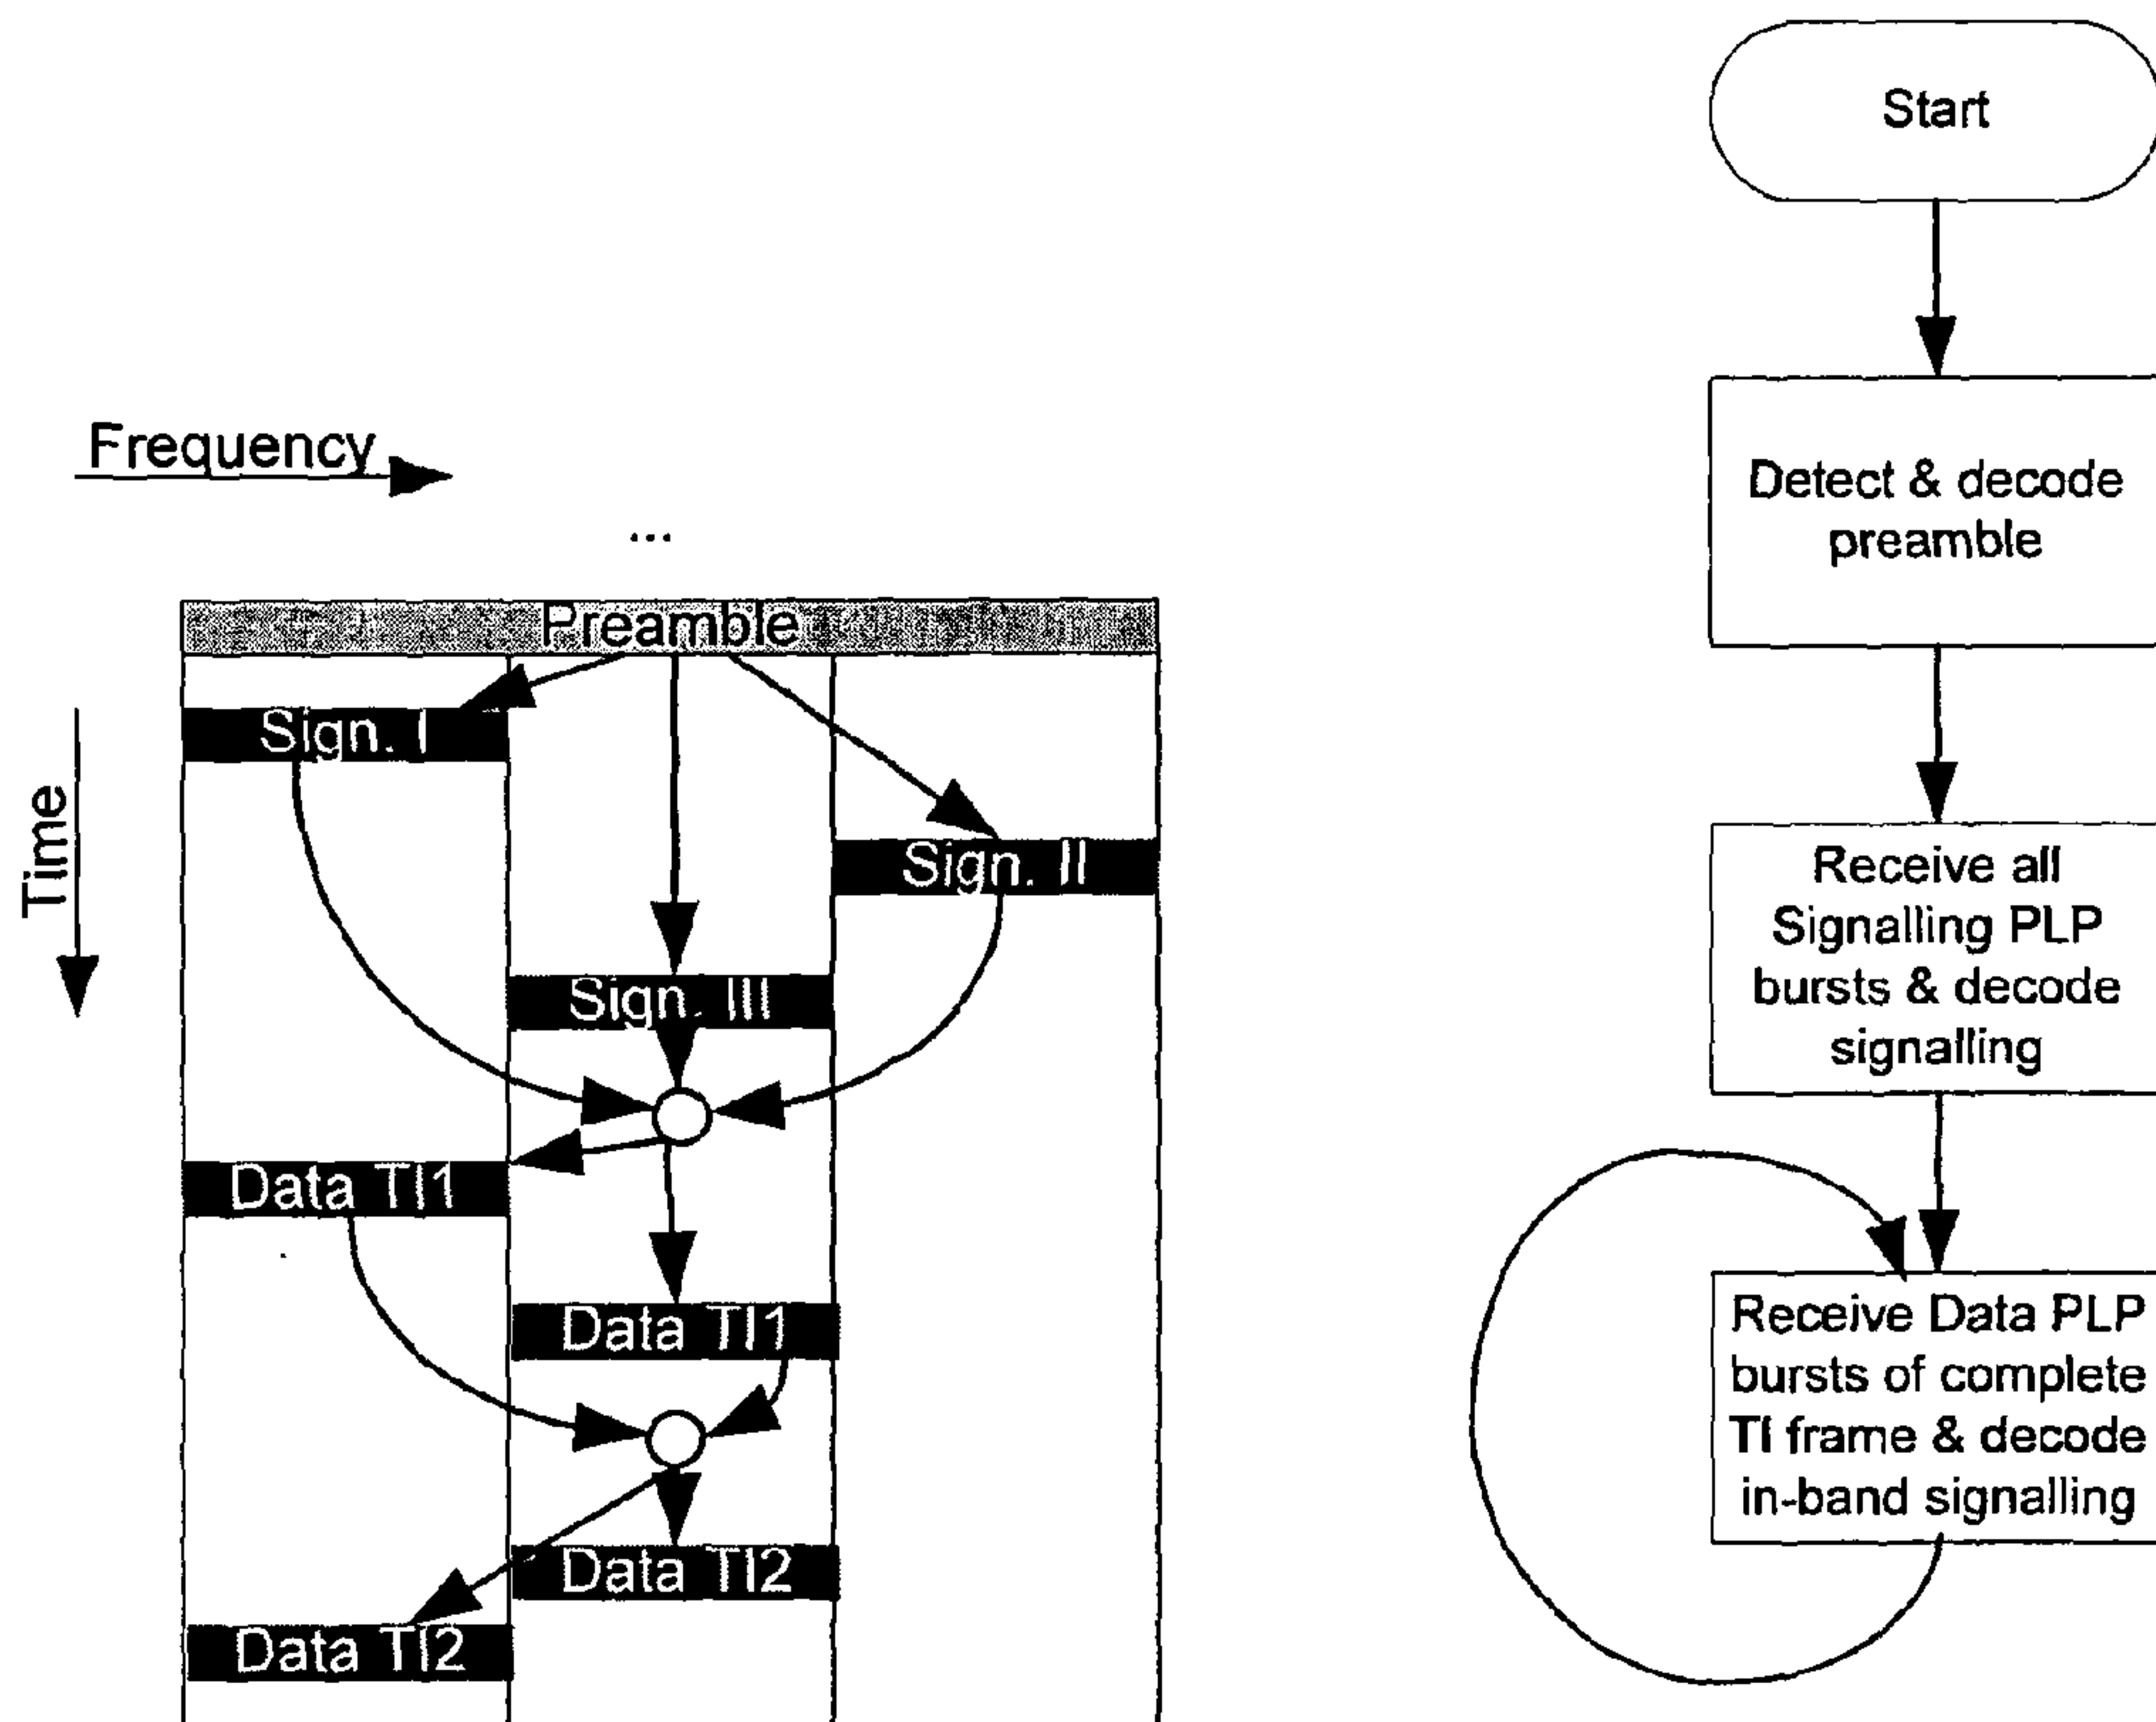 Frequency
...
Time
Preamble
Sign. I
Sign. II
Sign. III
Data TI1
Data TI1
Data TI2
Data TI2
Start
Detect & decode
preamble
Receive all
Signalling PLP
bursts & decode
signalling
Receive Data PLP
bursts of complete
TI frame & decode
in-band signalling